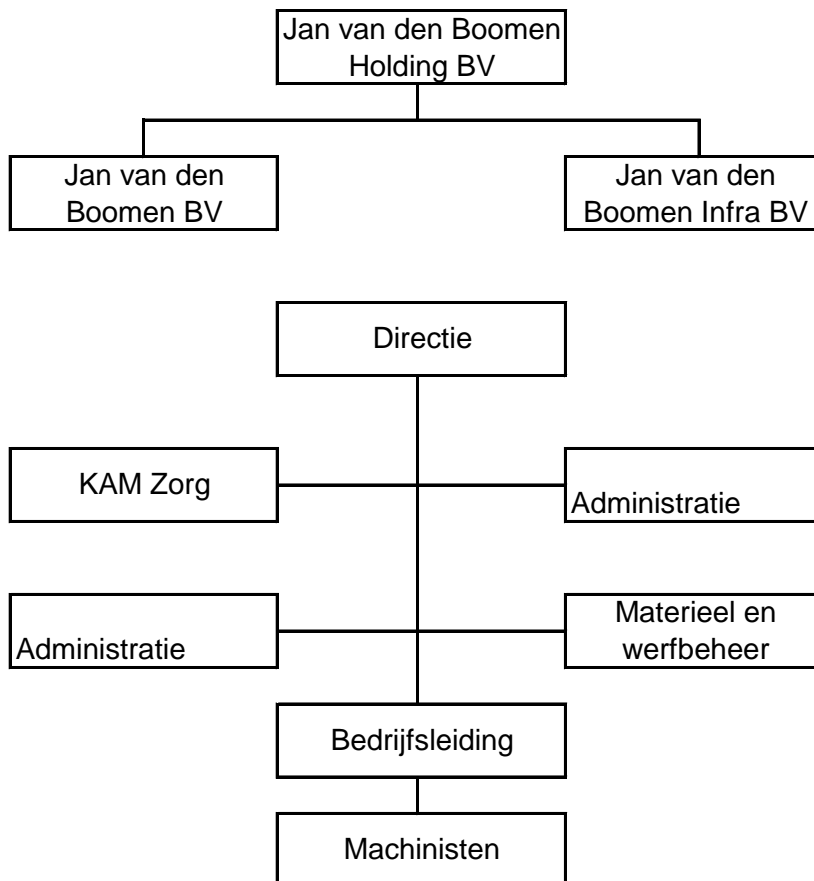 Jan van den Boomen
Holding BV
Jan van den
Boomen BV
Jan van den
Boomen Infra BV
Directie
KAM Zorg
Administratie
Administratie
Materieel en
werfbeheer
Bedrijfsleiding
Machinisten